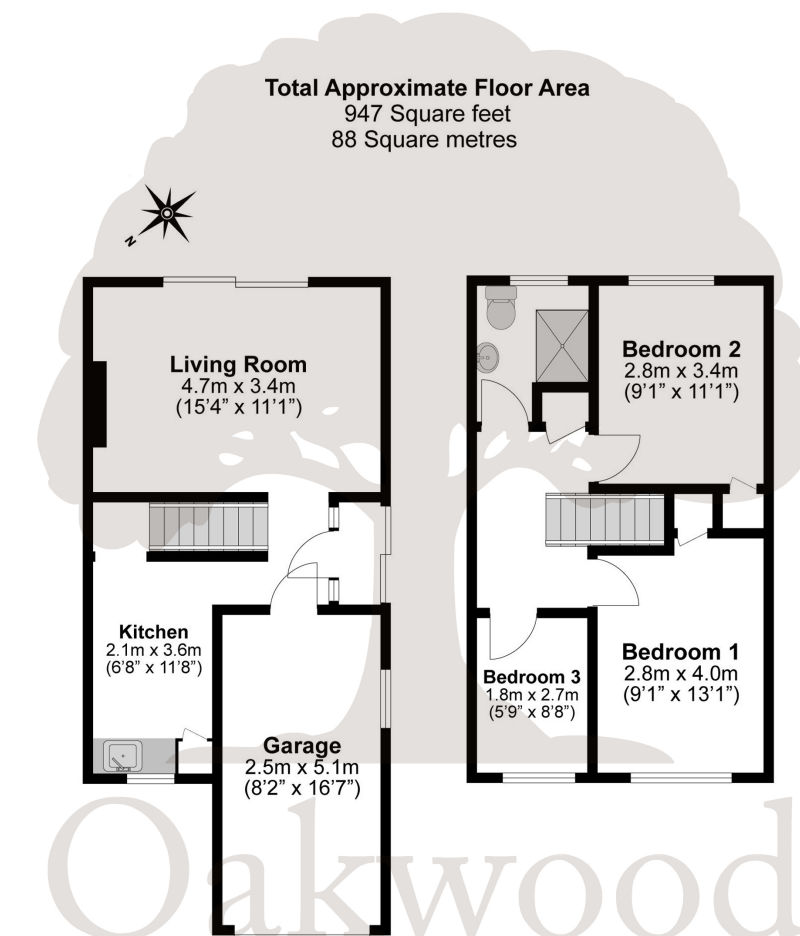 Total Approximate Floor Area
947 Square feet
88 Square metres
N
Living Room
4.7m x 3.4m
(15'4" x 11'1")
Bedroom 2
2.8m x 3.4m
(9'1" x 11'1")
Kitchen
2.1m x 3.6m
(6'8" x 11'8")
Bedroom 1
2.8m x 4.0m
(9'1" x 13'1")
Bedroom 3
1.8m x 2.7m
(5'9" x 8'8")
Garage
2.5m x 5.1m
(8'2" x 16'7")
Oakwood